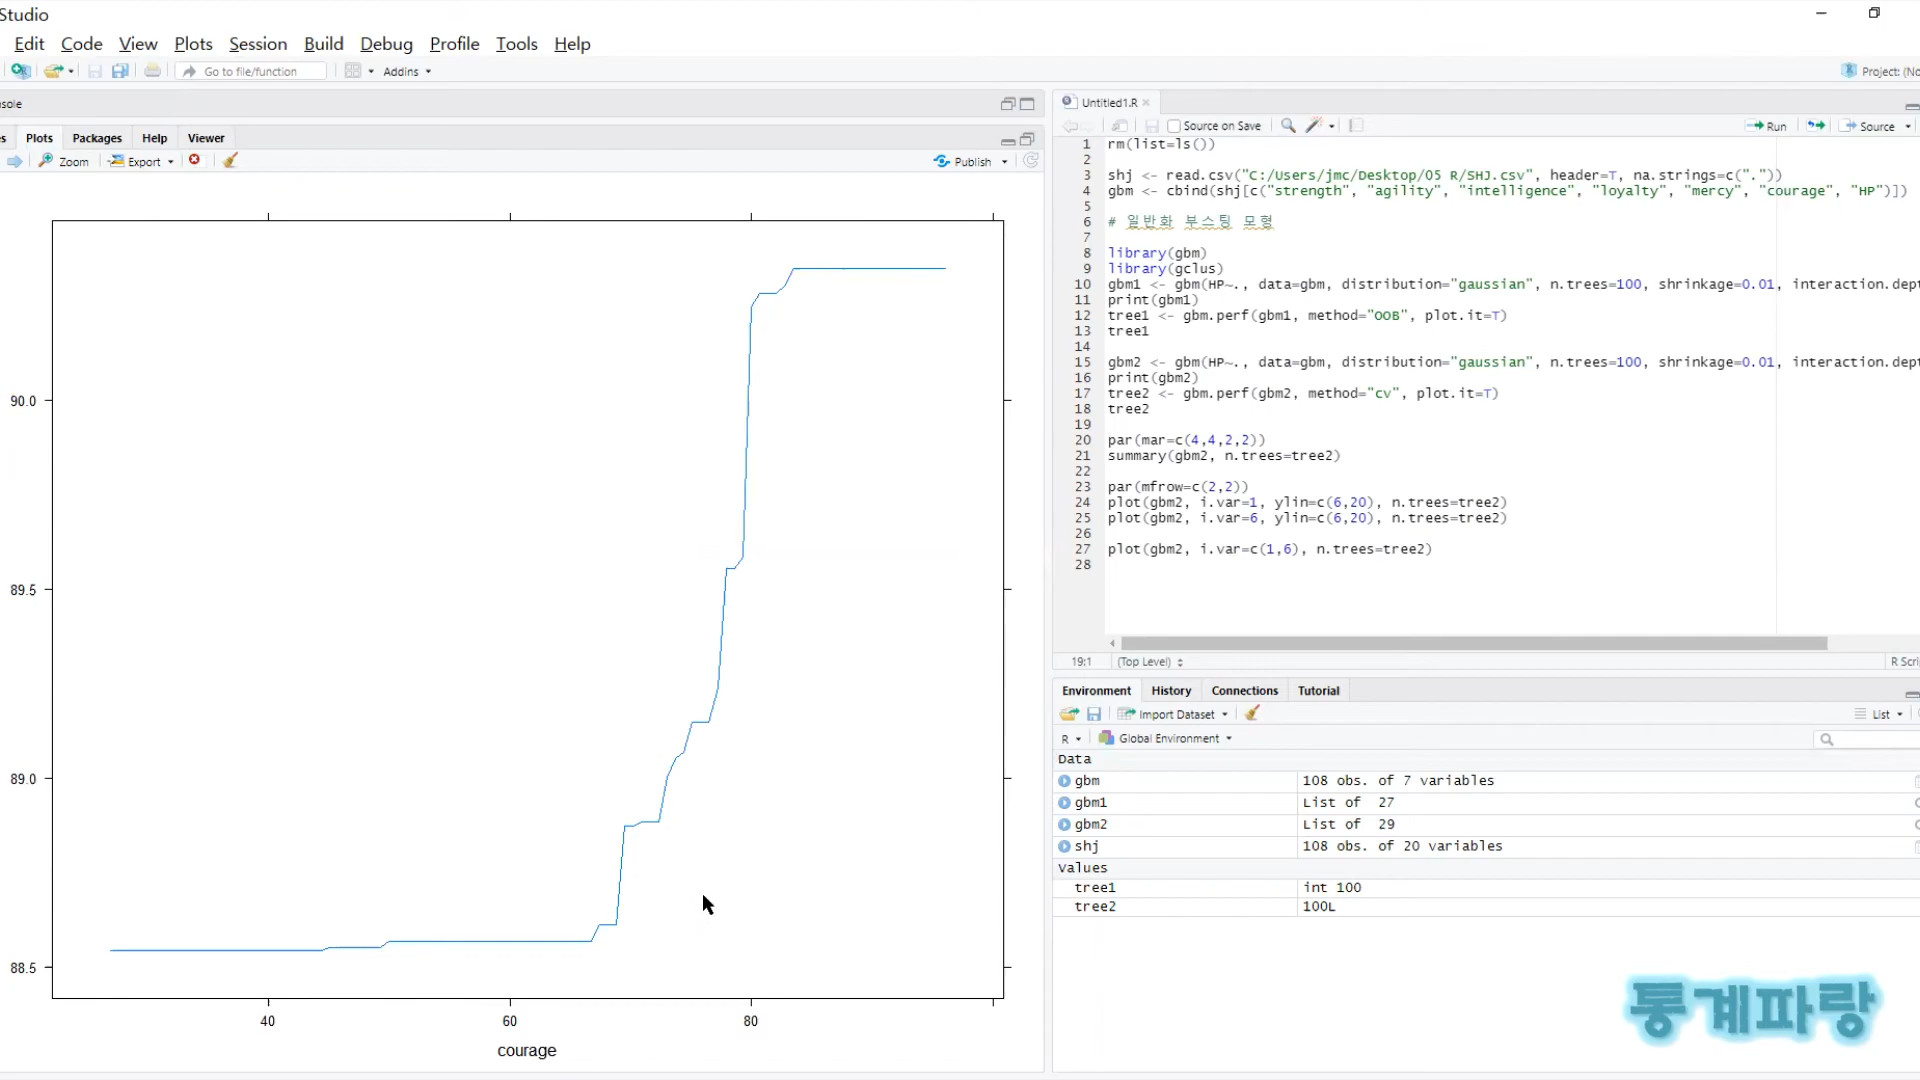 Studio
Edit Code View Plots Session Build Debug Profile Tools Help
Go to file/function
Addins
Project: (No
sole
s Plots Packages Help Viewer
Zoom Export Publish
90.0
89.5
89.0
88.5
40 60 80
courage
Untitled1.R
Source on Save Run Source
1 rm(list=ls())
2
3 shj <- read.csv("C:/Users/jmc/Desktop/05 R/SHJ.csv", header=T, na.strings=c("."))
4 gbm <- cbind(shj[c("strength", "agility", "intelligence", "loyalty", "mercy", "courage", "HP")])
5
6 # 일반화 부스팅 모형
7
8 library(gbm)
9 library(gclus)
10 gbm1 <- gbm(HP~., data=gbm, distribution="gaussian", n.trees=100, shrinkage=0.01, interaction.dept
11 print(gbm1)
12 tree1 <- gbm.perf(gbm1, method="OOB", plot.it=T)
13 tree1
14
15 gbm2 <- gbm(HP~., data=gbm, distribution="gaussian", n.trees=100, shrinkage=0.01, interaction.dept
16 print(gbm2)
17 tree2 <- gbm.perf(gbm2, method="cv", plot.it=T)
18 tree2
19
20 par(mar=c(4,4,2,2))
21 summary(gbm2, n.trees=tree2)
22
23 par(mfrow=c(2,2))
24 plot(gbm2, i.var=1, ylin=c(6,20), n.trees=tree2)
25 plot(gbm2, i.var=6, ylin=c(6,20), n.trees=tree2)
26
27 plot(gbm2, i.var=c(1,6), n.trees=tree2)
28
19:1 (Top Level) R Scri
Environment History Connections Tutorial
Import Dataset List
R Global Environment
Data
gbm 108 obs. of 7 variables
gbm1 List of 27
gbm2 List of 29
shj 108 obs. of 20 variables
Values
tree1 int 100
tree2 100L
통계파랑